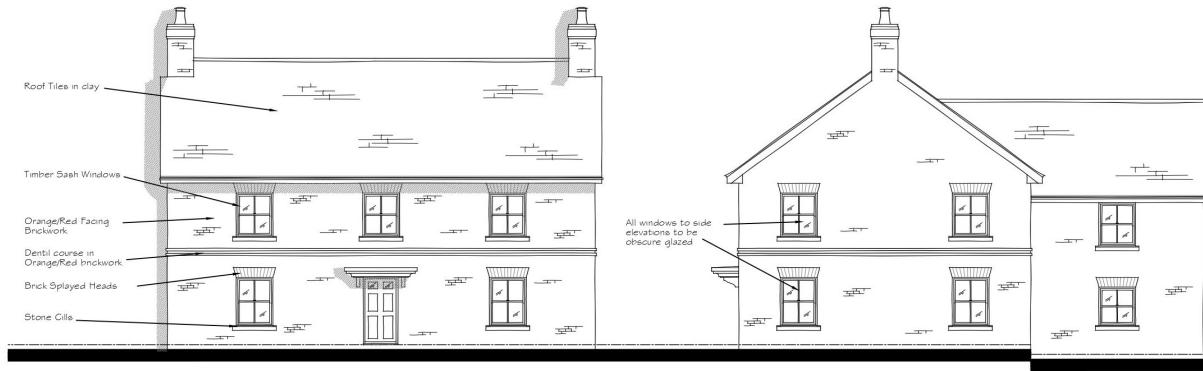 Roof Tiles in clay
Timber Sash Windows
Orange/Red Facing
Brickwork
Dentil course in
Orange/Red brickwork
Brick Splayed Heads
Stone Cills
All windows to side
elevations to be
obscure glazed